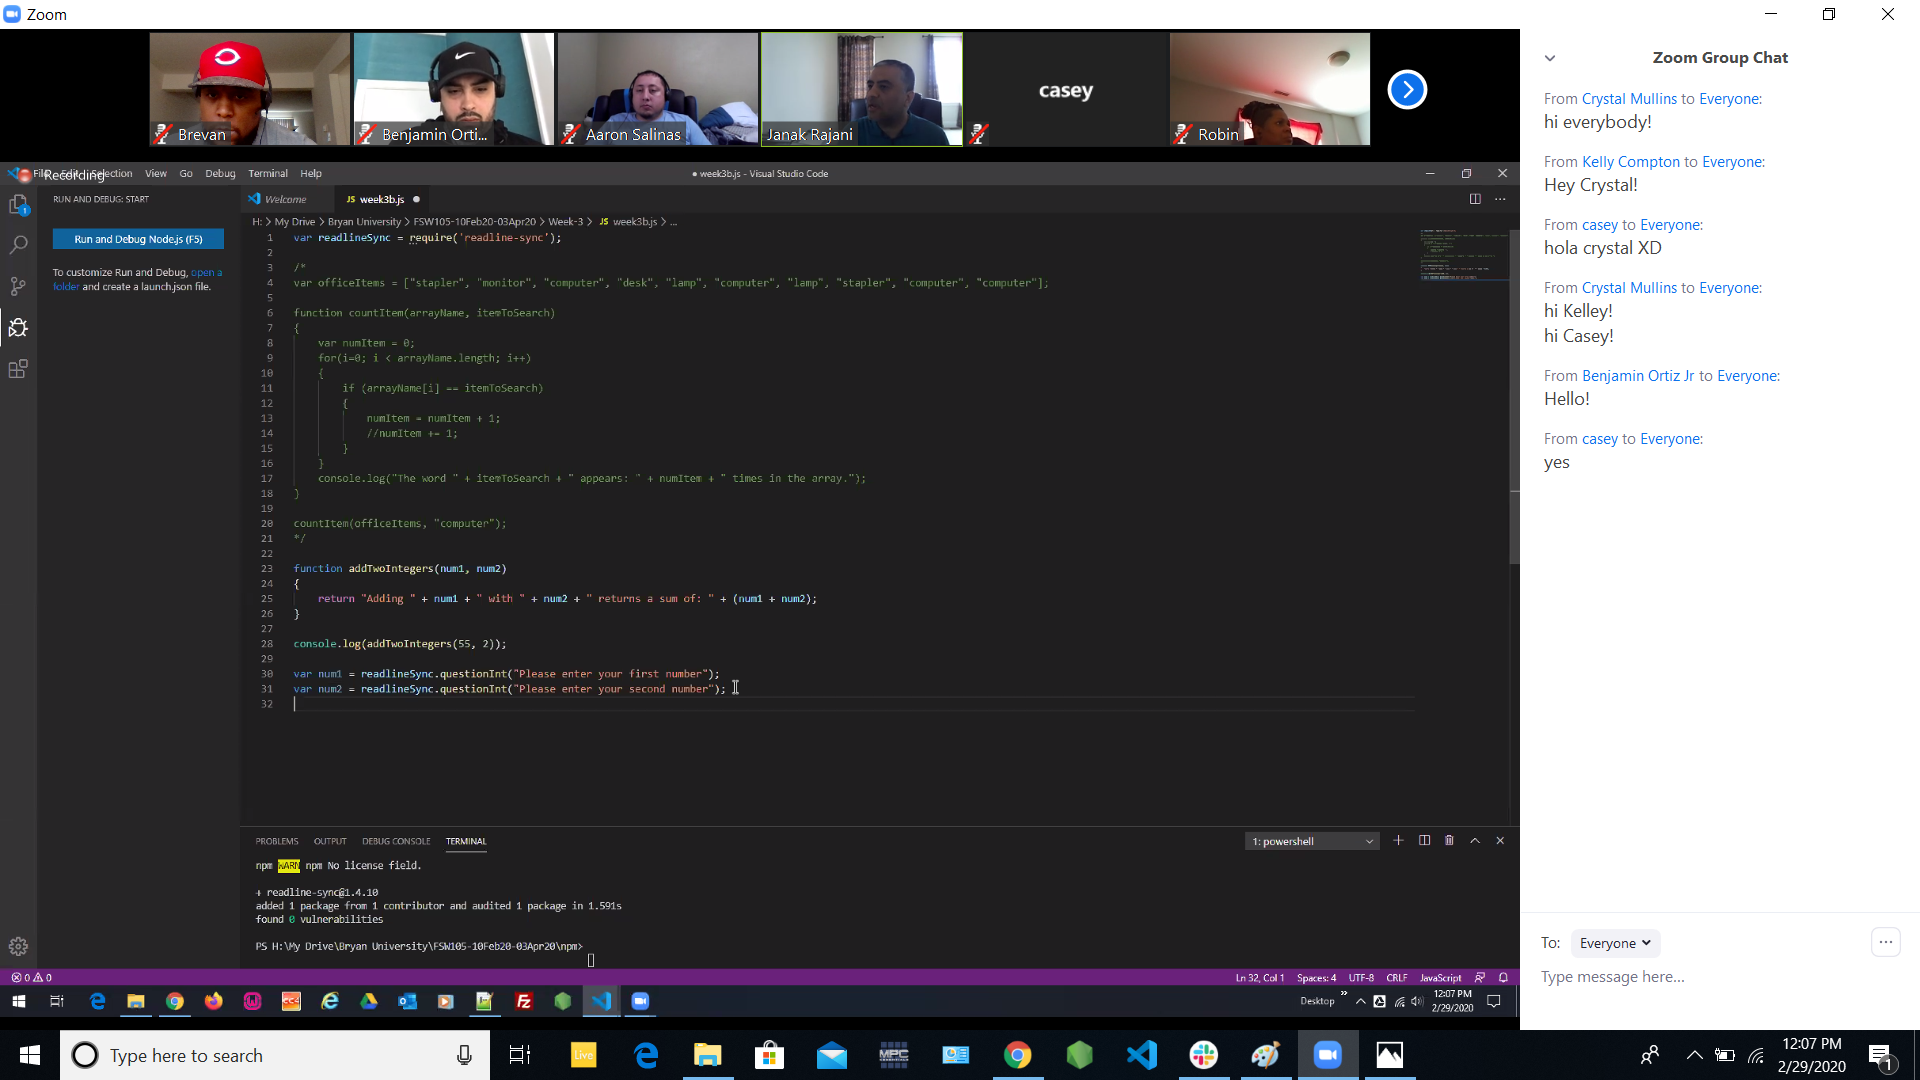 Zoom
Brevan
Benjamin Orti...
Aaron Salinas
Janak Rajani
casey
Robin
Recording
Selection View Go Debug Terminal Help
● week3b.js - Visual Studio Code
RUN AND DEBUG: START
Run and Debug Node.js (F5)
To customize Run and Debug, open a
folder and create a launch.json file.
Welcome
JS week3b.js ●
H: > My Drive > Bryan University > FSW105-10Feb20-03Apr20 > Week-3 > JS week3b.js > ...
1 var readlineSync = require('readline-sync');
2
3 /*
4 var officeItems = ["stapler", "monitor", "computer", "desk", "lamp", "computer", "lamp", "stapler", "computer", "computer"];
5
6 function countItem(arrayName, itemToSearch)
7 {
8 var numItem = 0;
9 for(i=0; i < arrayName.length; i++)
10 {
11 if (arrayName[i] == itemToSearch)
12 {
13 numItem = numItem + 1;
14 //numItem += 1;
15 }
16 }
17 console.log("The word " + itemToSearch + " appears: " + numItem + " times in the array.");
18 }
19
20 countItem(officeItems, "computer");
21 */
22
23 function addTwoIntegers(num1, num2)
24 {
25 return "Adding " + num1 + " with " + num2 + " returns a sum of: " + (num1 + num2);
26 }
27
28 console.log(addTwoIntegers(55, 2));
29
30 var num1 = readlineSync.questionInt("Please enter your first number");
31 var num2 = readlineSync.questionInt("Please enter your second number");
32
PROBLEMS OUTPUT DEBUG CONSOLE TERMINAL
1: powershell
npm WARN npm No license field.
+ readline-sync@1.4.10
added 1 package from 1 contributor and audited 1 package in 1.591s
found 0 vulnerabilities
PS H:\My Drive\Bryan University\FSW105-10Feb20-03Apr20\npm>
0 0
Ln 32, Col 1 Spaces: 4 UTF-8 CRLF JavaScript
Desktop
12:07 PM
2/29/2020
Zoom Group Chat
From Crystal Mullins to Everyone:
hi everybody!
From Kelly Compton to Everyone:
Hey Crystal!
From casey to Everyone:
hola crystal XD
From Crystal Mullins to Everyone:
hi Kelley!
hi Casey!
From Benjamin Ortiz Jr to Everyone:
Hello!
From casey to Everyone:
yes
To: Everyone
Type message here...
Type here to search
Live
MPC
12:07 PM
2/29/2020
1